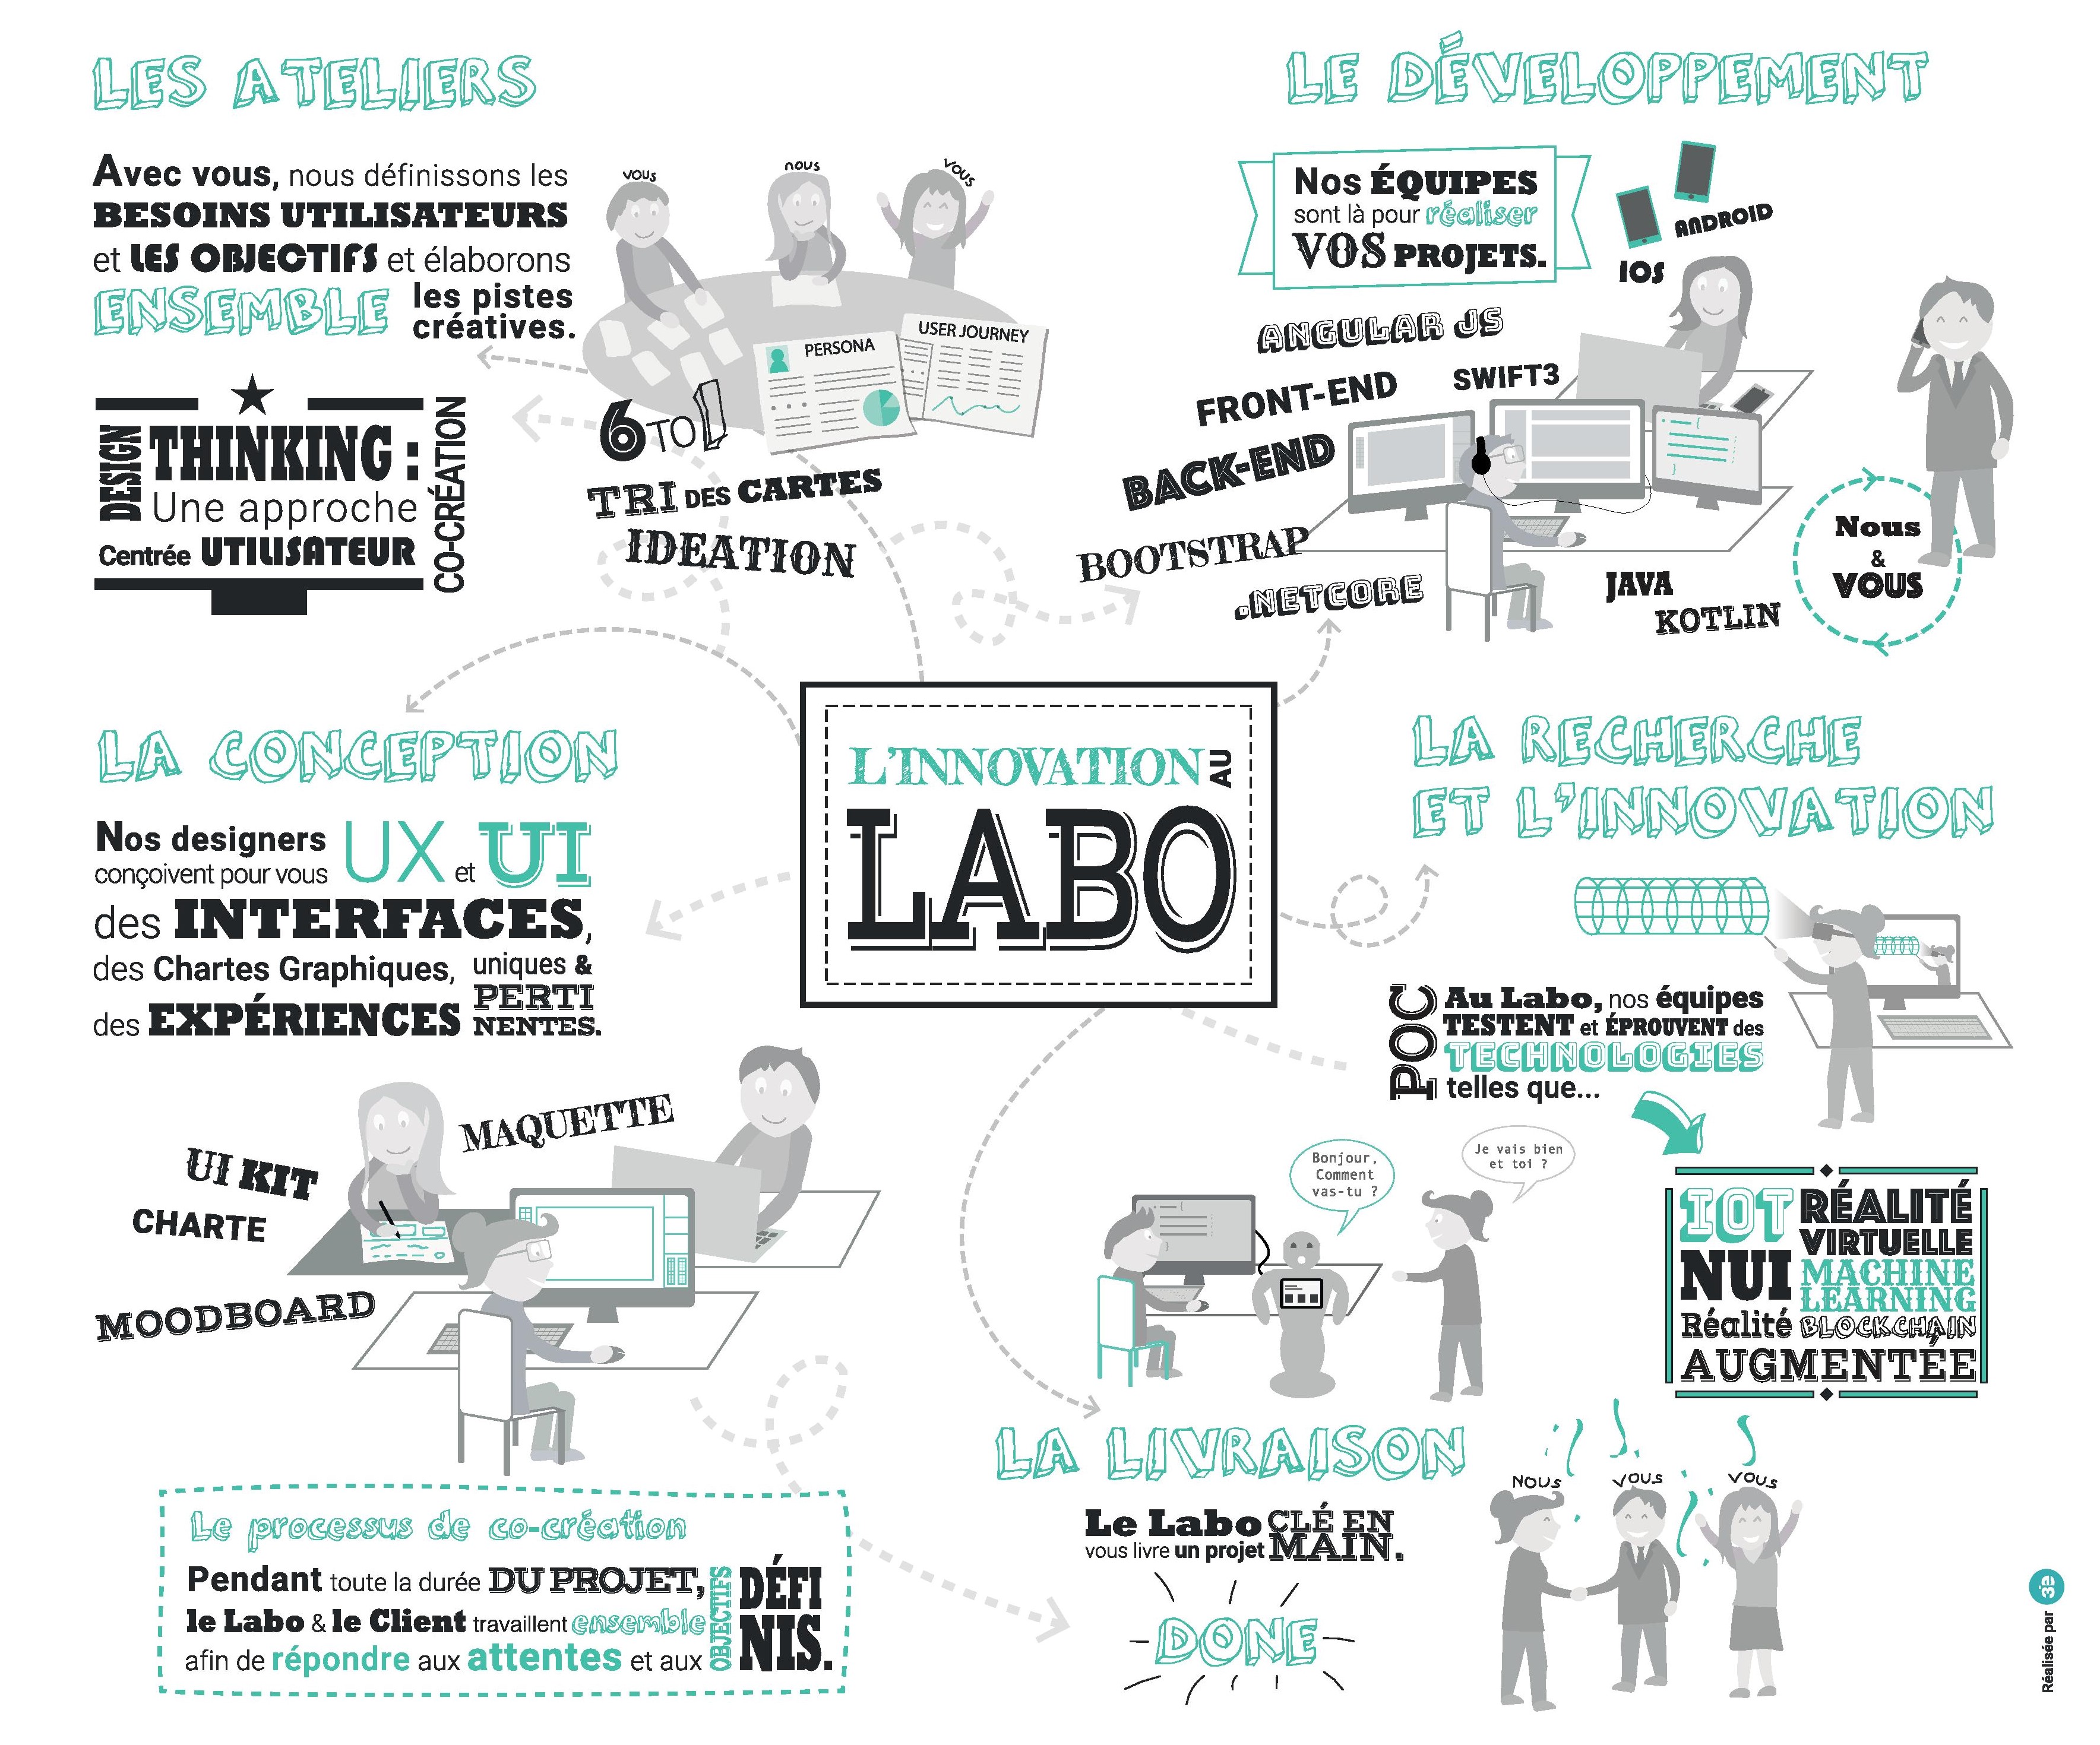 LES ATELIERS
Avec vous, nous définissons les
BESOINS UTILISATEURS
et LES OBJECTIFS et élaborons
ENSEMBLE les pistes
créatives.
vous
nous
vous
PERSONA
USER JOURNEY
6 TO 1
TRI DES CARTES
IDEATION
DESIGN
THINKING :
Une approche
Centrée UTILISATEUR
CO-CRÉATION
LE DÉVELOPPEMENT
Nos ÉQUIPES
sont là pour réaliser
VOS PROJETS.
ANDROID
IOS
ANGULAR JS
FRONT-END
SWIFT3
BACK-END
BOOTSTRAP
.NETCORE
JAVA
KOTLIN
Nous
&
VOUS
L'INNOVATION AU
LABO
LA CONCEPTION
Nos designers UX et UI
conçoivent pour vous
des INTERFACES,
des Chartes Graphiques, uniques &
des EXPÉRIENCES PERTI
NENTES.
MAQUETTE
UI KIT
CHARTE
MOODBOARD
Le processus de co-création
Pendant toute la durée DU PROJET,
le Labo & le Client travaillent ensemble
afin de répondre aux attentes et aux
OBJECTIFS
DÉFI
NIS.
LA RECHERCHE
ET L'INNOVATION
POC
Au Labo, nos équipes
TESTENT et ÉPROUVENT des
TECHNOLOGIES
telles que...
Bonjour,
Comment
vas-tu ?
Je vais bien
et toi ?
IOT RÉALITÉ
VIRTUELLE
NUI MACHINE
LEARNING
Réalité BLOCKCHAIN
AUGMENTÉE
LA LIVRAISON
Le Labo CLÉ EN
vous livre un projet MAIN.
DONE
NOUS
VOUS
VOUS
Réalisée par 3ie